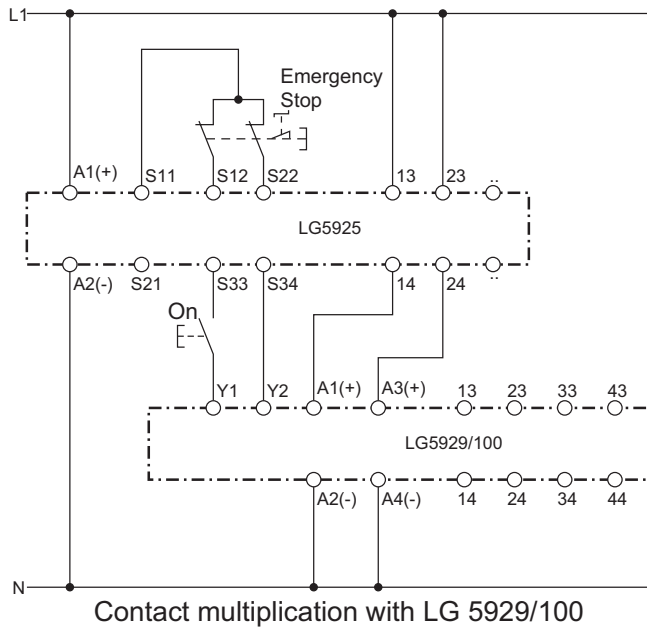 L1
Emergency
Stop
A1(+) S11 S12 S22 13 23 ..
LG5925
A2(-) S21 S33 S34 14 24 ..
On
Y1 Y2 A1(+) A3(+) 13 23 33 43
LG5929/100
A2(-) A4(-) 14 24 34 44
N
Contact multiplication with LG 5929/100